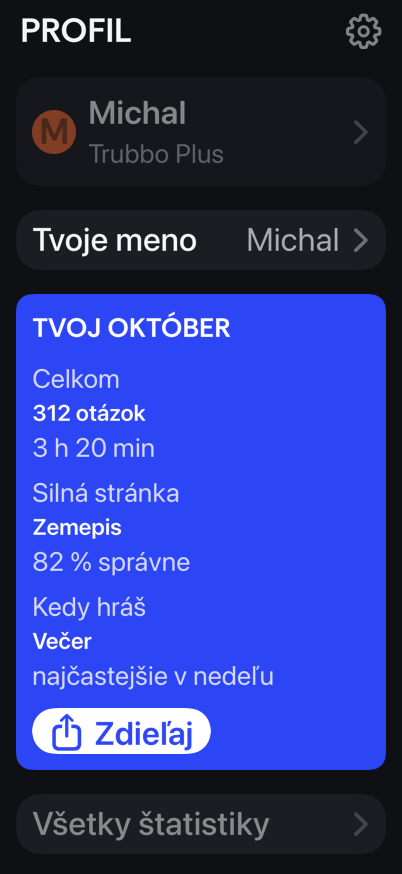 PROFIL
M
Michal
Trubbo Plus
Tvoje meno Michal
TVOJ OKTÓBER
Celkom
312 otázok
3 h 20 min
Silná stránka
Zemepis
82 % správne
Kedy hráš
Večer
najčastejšie v nedeľu
Zdieľaj
Všetky štatistiky